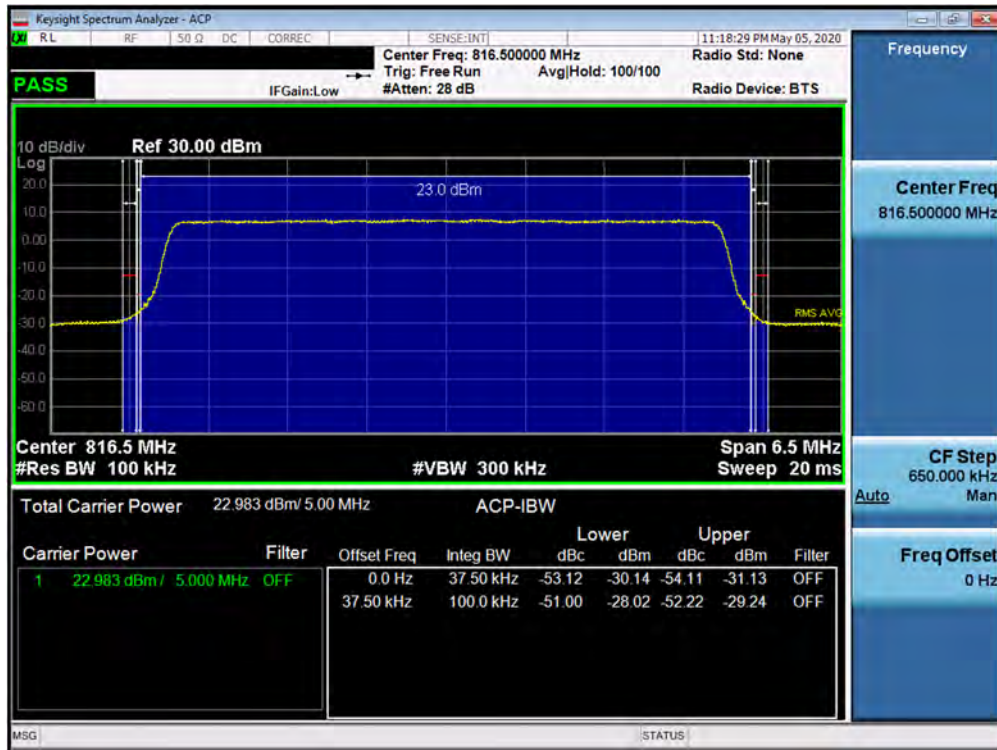 Keysight Spectrum Analyzer - ACP
RL RF 50 Ω DC CORREC SENSE:INT 11:18:29 PM May 05, 2020
Center Freq: 816.500000 MHz Radio Std: None
Trig: Free Run Avg|Hold: 100/100
PASS IFGain:Low #Atten: 28 dB Radio Device: BTS
10 dB/div Ref 30.00 dBm
Log
23.0 dBm
20.0
10.0
0.00
-10.0
-20.0
-30.0
-40.0
-50.0
-60.0
RMS AVG
Center 816.5 MHz Span 6.5 MHz
#Res BW 100 kHz #VBW 300 kHz Sweep 20 ms
Total Carrier Power 22.983 dBm/ 5.00 MHz ACP-IBW
Lower Upper
Carrier Power Filter Offset Freq Integ BW dBc dBm dBc dBm Filter
1 22.983 dBm / 5.000 MHz OFF 0.0 Hz 37.50 kHz -53.12 -30.14 -54.11 -31.13 OFF
37.50 kHz 100.0 kHz -51.00 -28.02 -52.22 -29.24 OFF
MSG STATUS
Frequency
Center Freq
816.500000 MHz
CF Step
650.000 kHz
Auto Man
Freq Offset
0 Hz